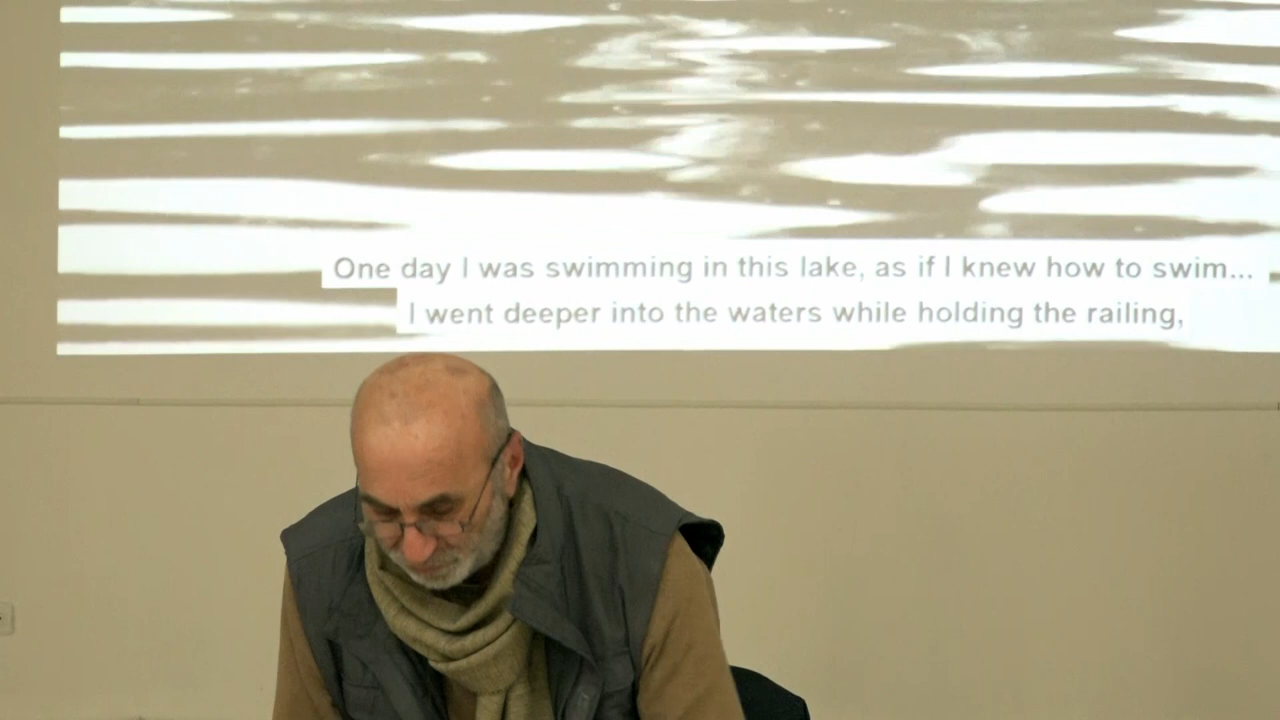 One day I was swimming in this lake, as if I knew how to swim...
I went deeper into the waters while holding the railing,